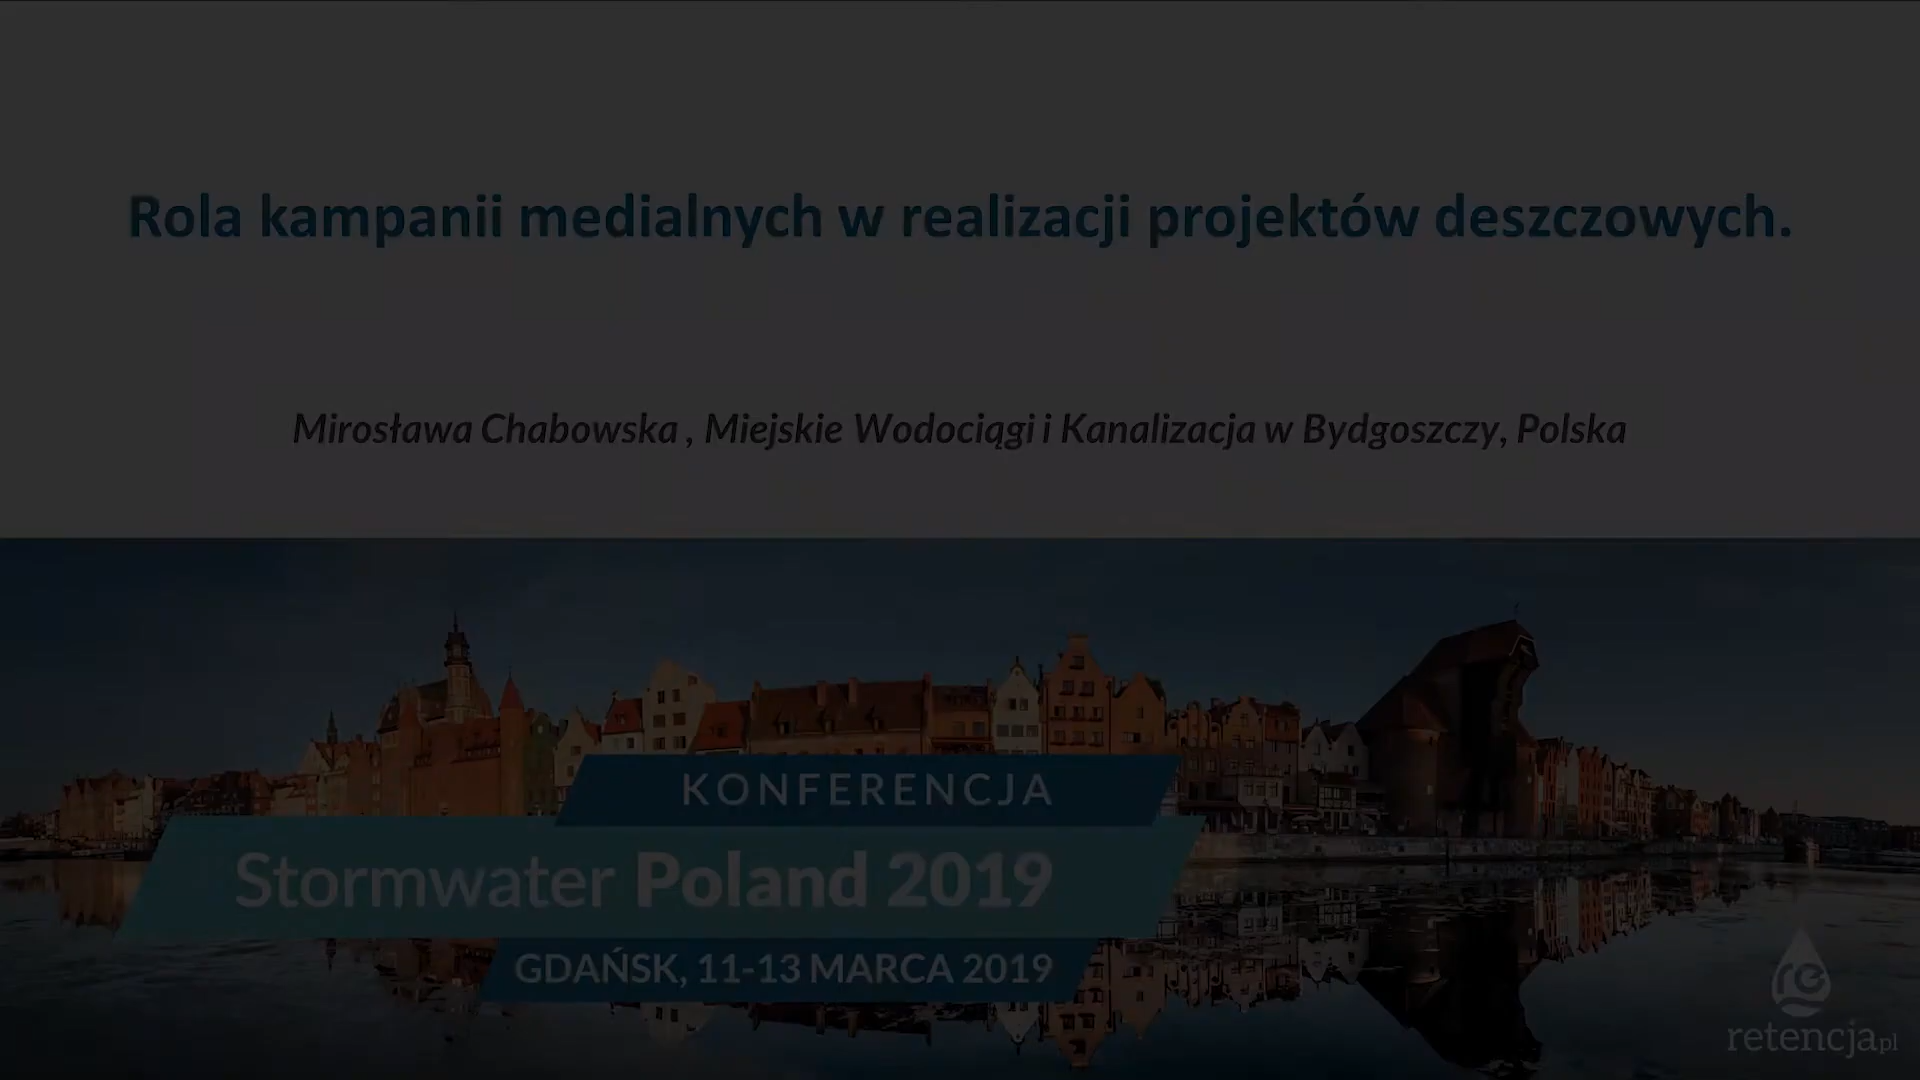 Rola kampanii medialnych w realizacji projektów deszczowych.
Mirosława Chabowska , Miejskie Wodociągi i Kanalizacja w Bydgoszczy, Polska
KONFERENCJA
Stormwater Poland 2019
GDAŃSK, 11-13 MARCA 2019
re
retencja.pl